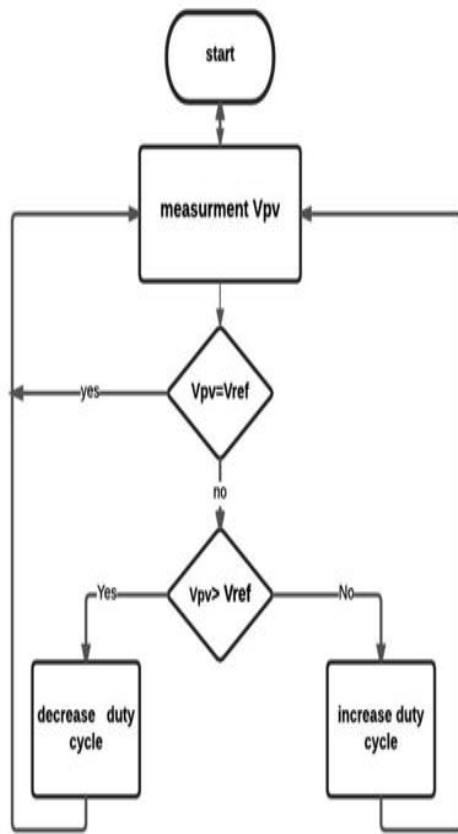 start
measurment Vpv
Vpv=Vref
yes
no
Vpv> Vref
Yes
No
decrease duty
cycle
increase duty
cycle